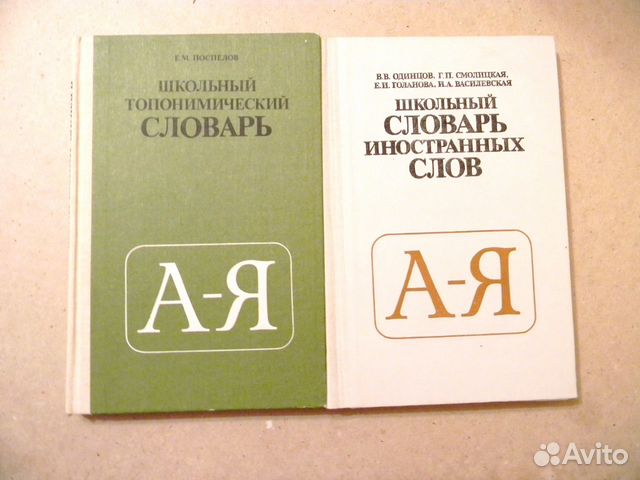 Е.М. ПОСПЕЛОВ
ШКОЛЬНЫЙ
ТОПОНИМИЧЕСКИЙ
СЛОВАРЬ
А-Я
В.В. ОДИНЦОВ, Г.П. СМОЛИЦКАЯ,
Е.И. ГОЛАНОВА, И.А. ВАСИЛЕВСКАЯ
ШКОЛЬНЫЙ
СЛОВАРЬ
ИНОСТРАННЫХ
СЛОВ
А-Я
Avito